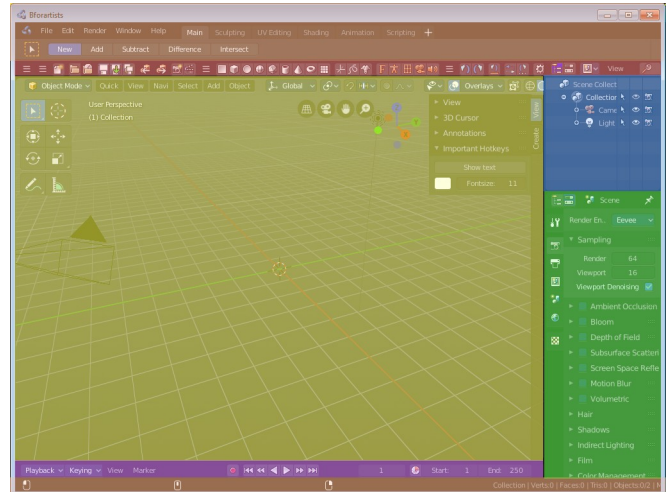 Bforartists
File Edit Render Window Help Main Sculpting UV Editing Shading Animation Scripting +
New Add Subtract Difference Intersect
View
Object Mode Quick View Navi Select Add Object Global Overlays
User Perspective
(1) Collection
View
3D Cursor
Annotations
Important Hotkeys
Show text
Fontsize: 11
View
Create
Scene Collect
Collection
Came
Light
Scene
Render En.. Eevee
Sampling
Render 64
Viewport 16
Viewport Denoising
Ambient Occlusion
Bloom
Depth of Field
Subsurface Scatteri
Screen Space Refle
Motion Blur
Volumetric
Hair
Shadows
Indirect Lighting
Film
Color Management
Playback Keying View Marker 1 Start: 1 End: 250
Collection | Verts:0 | Faces:0 | Tris:0 | Objects:0/2 | M